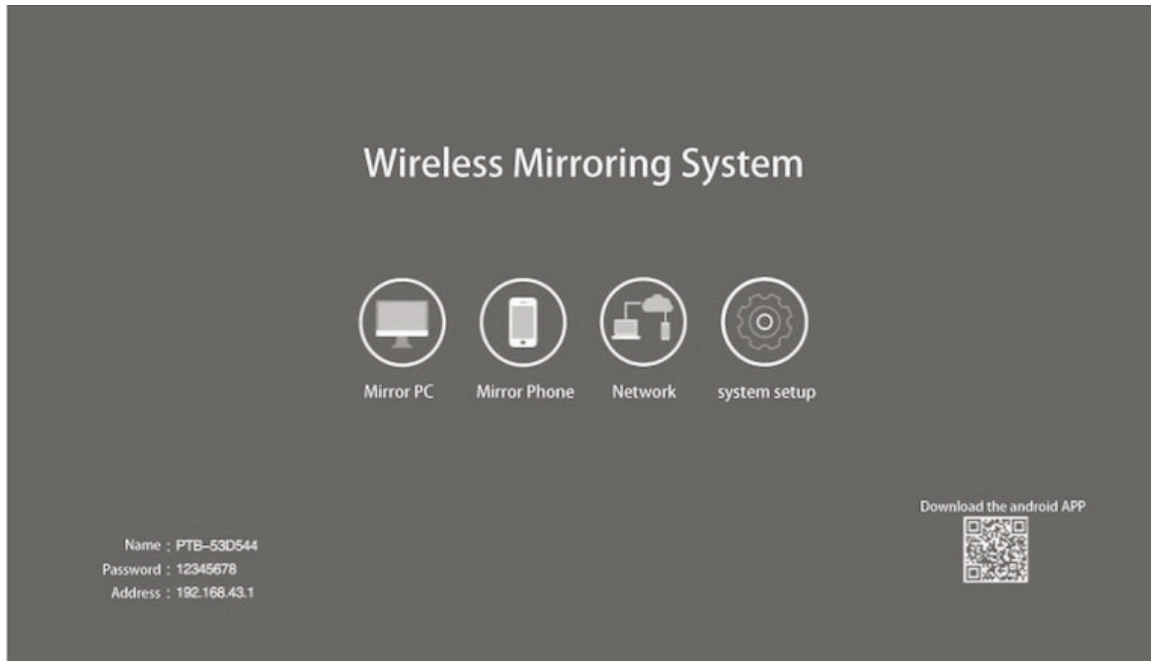 Wireless Mirroring System
Mirror PC
Mirror Phone
Network
system setup
Download the android APP
Name : PTB-53D544
Password : 12345678
Address : 192.168.43.1